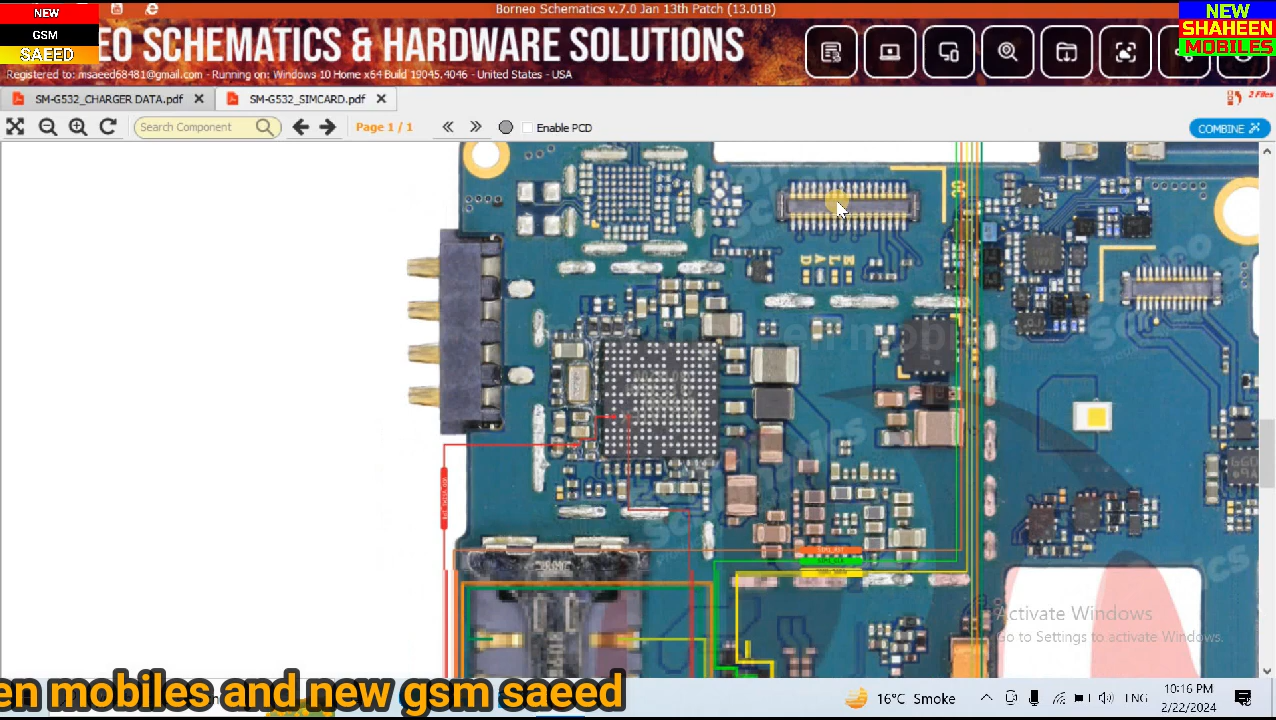 NEW
GSM
SAEED
Borneo Schematics v.7.0 Jan 13th Patch (13.01B)
EO SCHEMATICS & HARDWARE SOLUTIONS
Registered to: msaeed68481@gmail.com - Running on: Windows 10 Home x64 Build 19045.4046 - United States - USA
NEW
SHAHEEN
MOBILES
SM-G532_CHARGER DATA.pdf
SM-G532_SIMCARD.pdf
2 Files
Search Component
Page 1 / 1
Enable PCD
COMBINE
Activate Windows
Go to Settings to activate Windows.
en mobiles and new gsm saeed
16°C Smoke
ENG
10:16 PM
2/22/2024